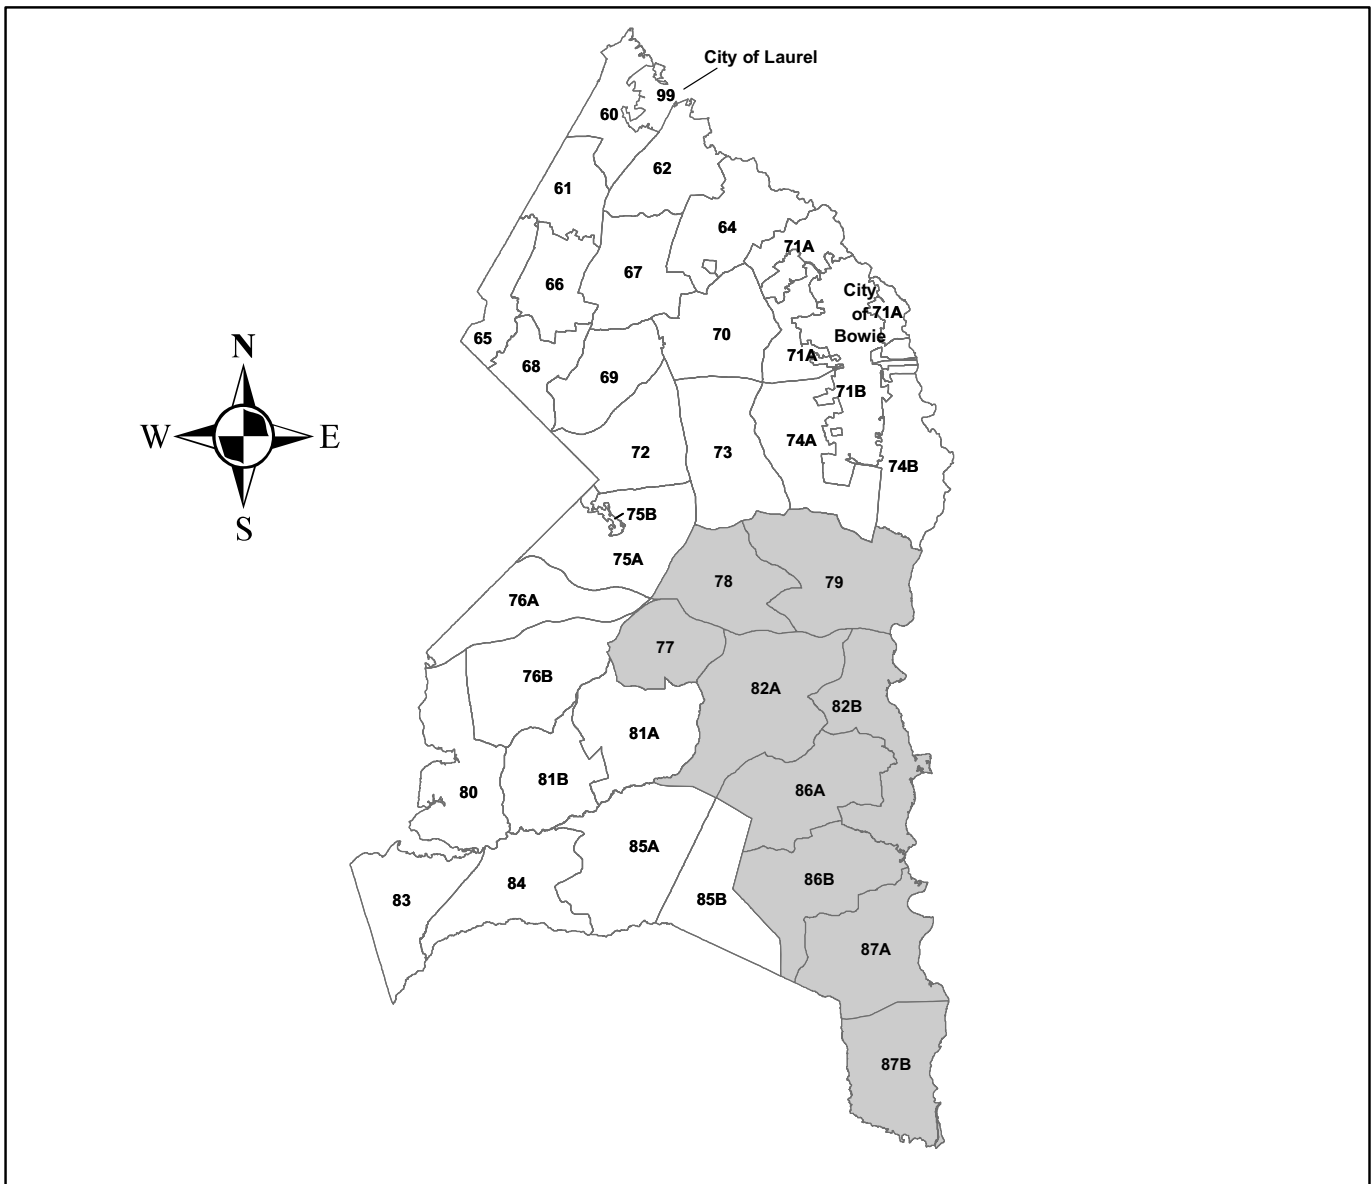 City of Laurel
99
60
62
61
64
71A
67
66
City
of 71A
Bowie
N
70
65
71A
68
69
71B
W
E
74A
72
73
74B
75B
S
75A
78
79
76A
77
76B
82A
82B
81A
81B
86A
80
85A
86B
84
85B
83
87A
87B